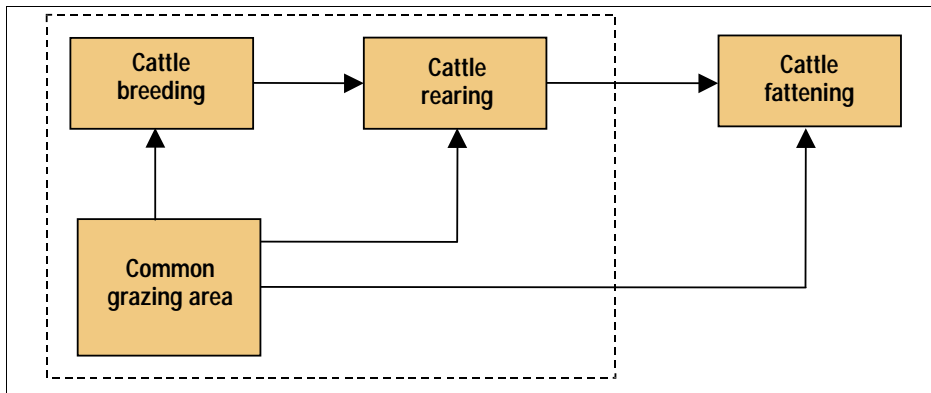 Cattle
breeding
Cattle
rearing
Cattle
fattening
Common
grazing area